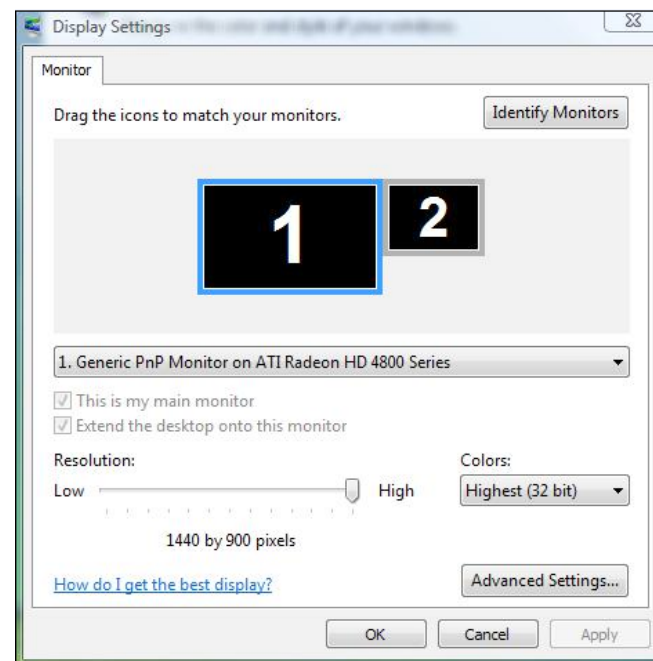 Display Settings
Monitor
Drag the icons to match your monitors.
Identify Monitors
1
2
1. Generic PnP Monitor on ATI Radeon HD 4800 Series
This is my main monitor
Extend the desktop onto this monitor
Resolution:
Colors:
Low
High
Highest (32 bit)
1440 by 900 pixels
How do I get the best display?
Advanced Settings...
OK
Cancel
Apply